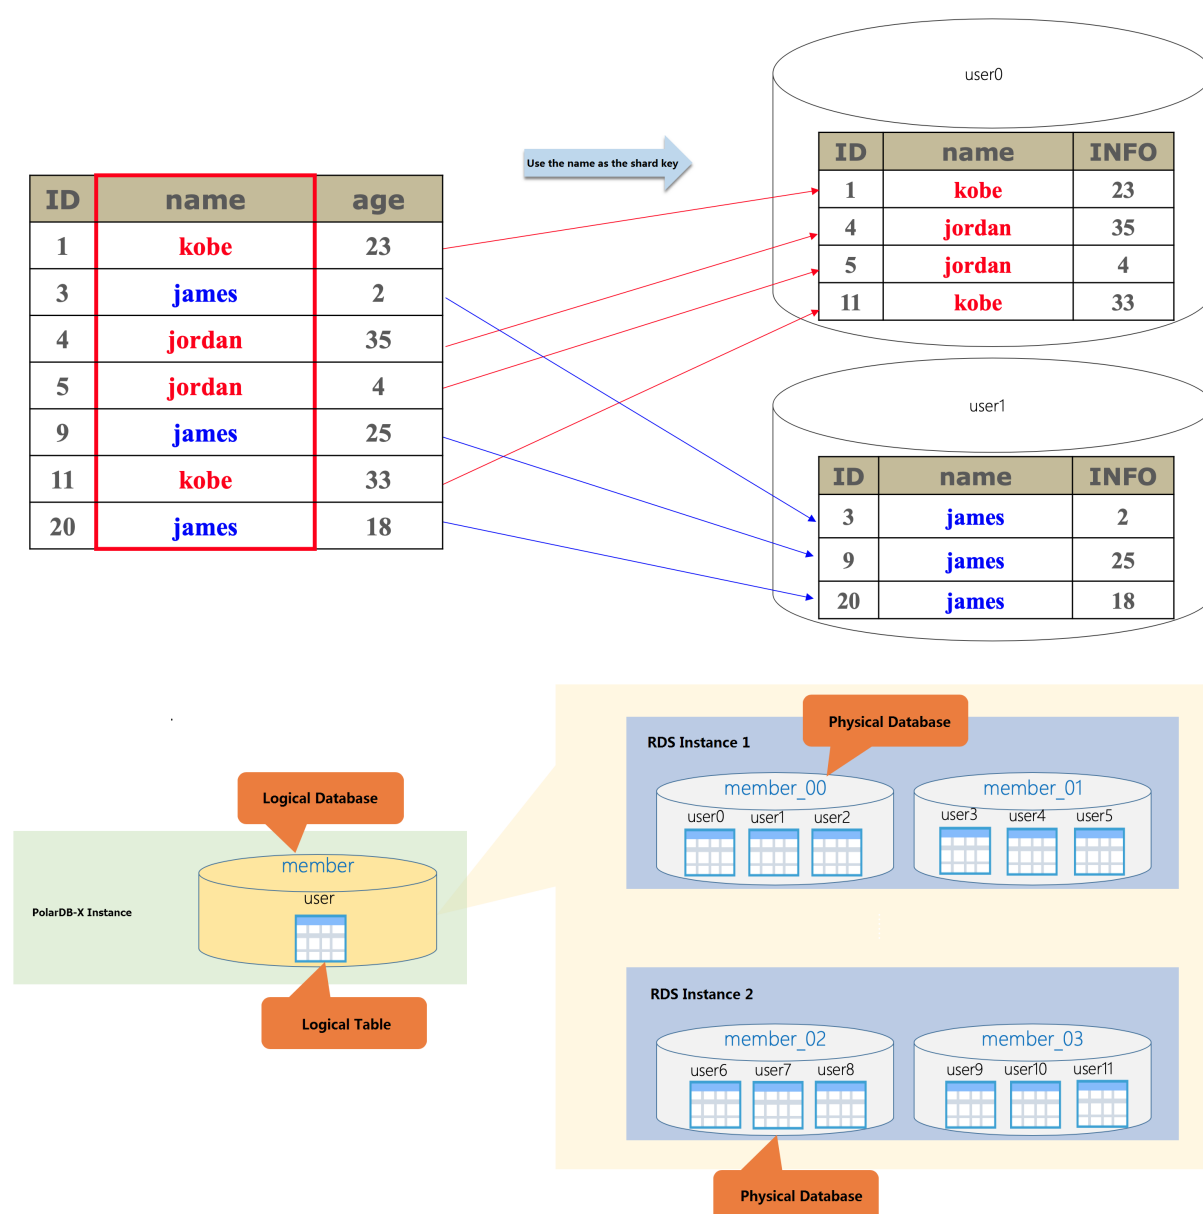 user0
Use the name as the shard key
ID name INFO
1 kobe 23
4 jordan 35
5 jordan 4
11 kobe 33
ID name age
1 kobe 23
3 james 2
4 jordan 35
5 jordan 4
9 james 25
11 kobe 33
20 james 18
user1
ID name INFO
3 james 2
9 james 25
20 james 18
Logical Database
member
user
PolarDB-X Instance
Logical Table
Physical Database
RDS Instance 1
member_00
user0 user1 user2
member_01
user3 user4 user5
RDS Instance 2
member_02
user6 user7 user8
member_03
user9 user10 user11
Physical Database